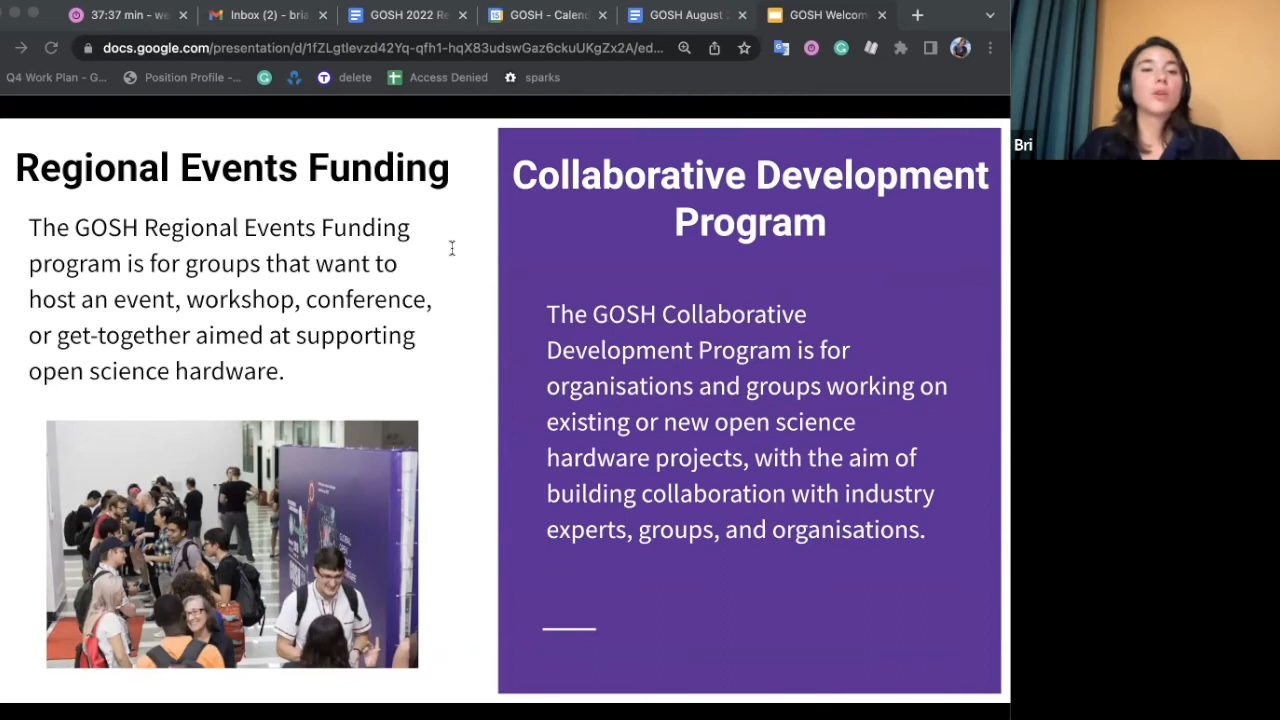 37:37 min - we
Inbox (2) - bria
GOSH 2022 Re
GOSH - Calend
GOSH August 2
GOSH Welcom
docs.google.com/presentation/d/1fZLgtlevzd42Yq-qfh1-hqX83udswGaz6ckuUKgZx2A/ed...
Q4 Work Plan - G...
Position Profile -...
delete
Access Denied
sparks
Bri
Regional Events Funding
The GOSH Regional Events Funding
program is for groups that want to
host an event, workshop, conference,
or get-together aimed at supporting
open science hardware.
Collaborative Development
Program
The GOSH Collaborative
Development Program is for
organisations and groups working on
existing or new open science
hardware projects, with the aim of
building collaboration with industry
experts, groups, and organisations.